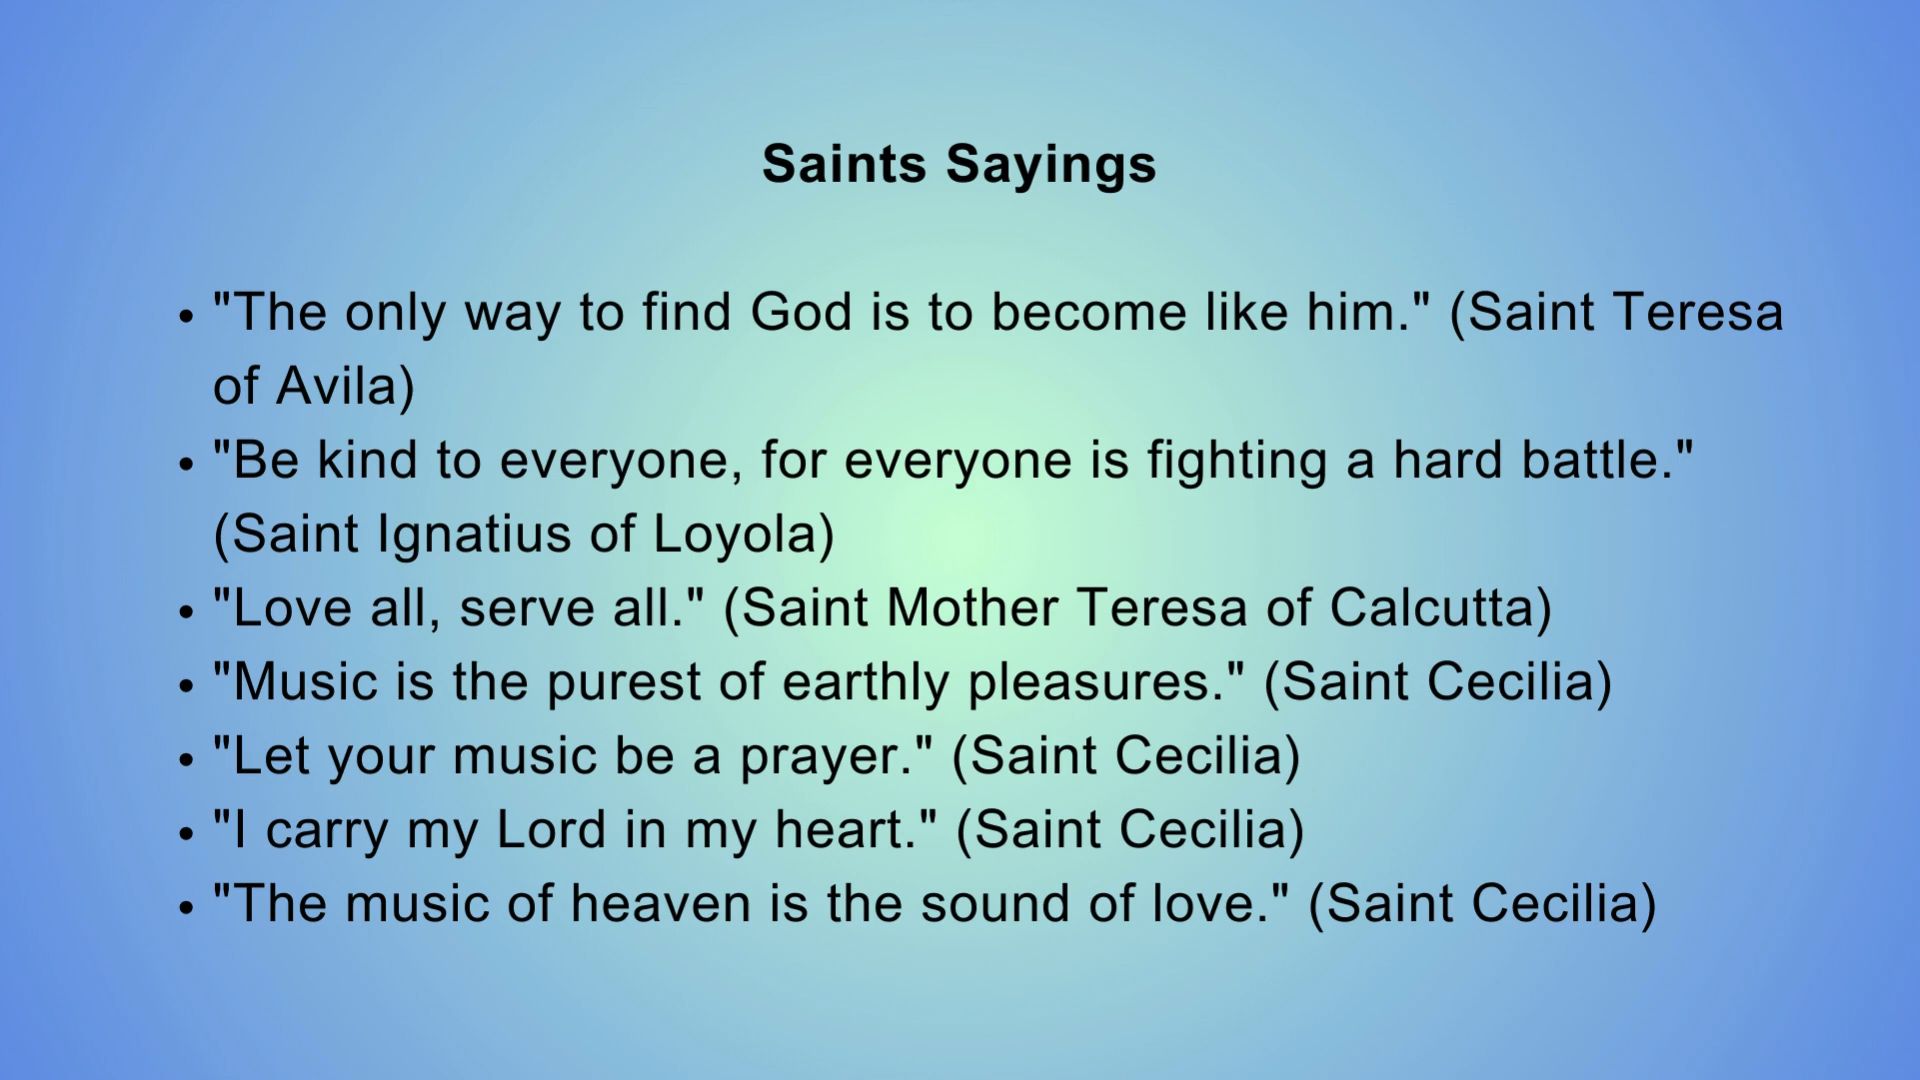 Saints Sayings
• "The only way to find God is to become like him." (Saint Teresa
of Avila)
• "Be kind to everyone, for everyone is fighting a hard battle."
(Saint Ignatius of Loyola)
• "Love all, serve all." (Saint Mother Teresa of Calcutta)
• "Music is the purest of earthly pleasures." (Saint Cecilia)
• "Let your music be a prayer." (Saint Cecilia)
• "I carry my Lord in my heart." (Saint Cecilia)
• "The music of heaven is the sound of love." (Saint Cecilia)